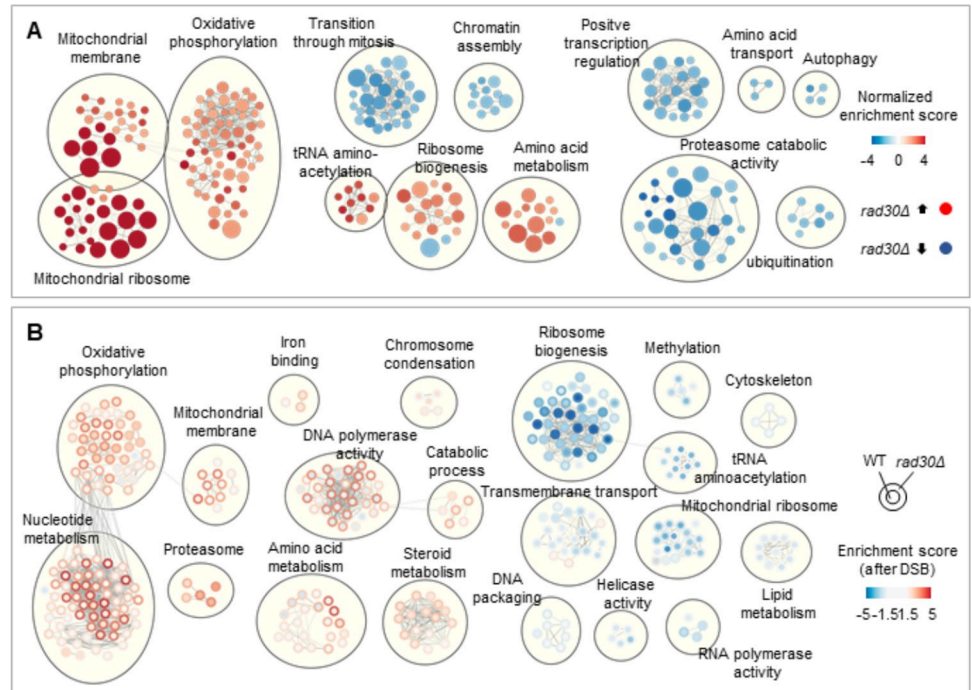 A
Mitochondrial
membrane
Oxidative
phosphorylation
Transition
through mitosis
Chromatin
assembly
Positve
transcription
regulation
Amino acid
transport
Autophagy
Normalized
enrichment score
-4 0 4
rad30Δ
rad30Δ
tRNA amino-
acetylation
Ribosome
biogenesis
Amino acid
metabolism
Proteasome catabolic
activity
ubiquitination
Mitochondrial ribosome
B
Oxidative
phosphorylation
Iron
binding
Chromosome
condensation
Ribosome
biogenesis
Methylation
Cytoskeleton
Mitochondrial
membrane
DNA polymerase
activity
Catabolic
process
tRNA
aminoacetylation
WT rad30Δ
Transmembrane transport
Mitochondrial ribosome
Nucleotide
metabolism
Proteasome
Amino acid
metabolism
Steroid
metabolism
DNA
packaging
Helicase
activity
Lipid
metabolism
RNA polymerase
activity
Enrichment score
(after DSB)
-5-1.51.5 5